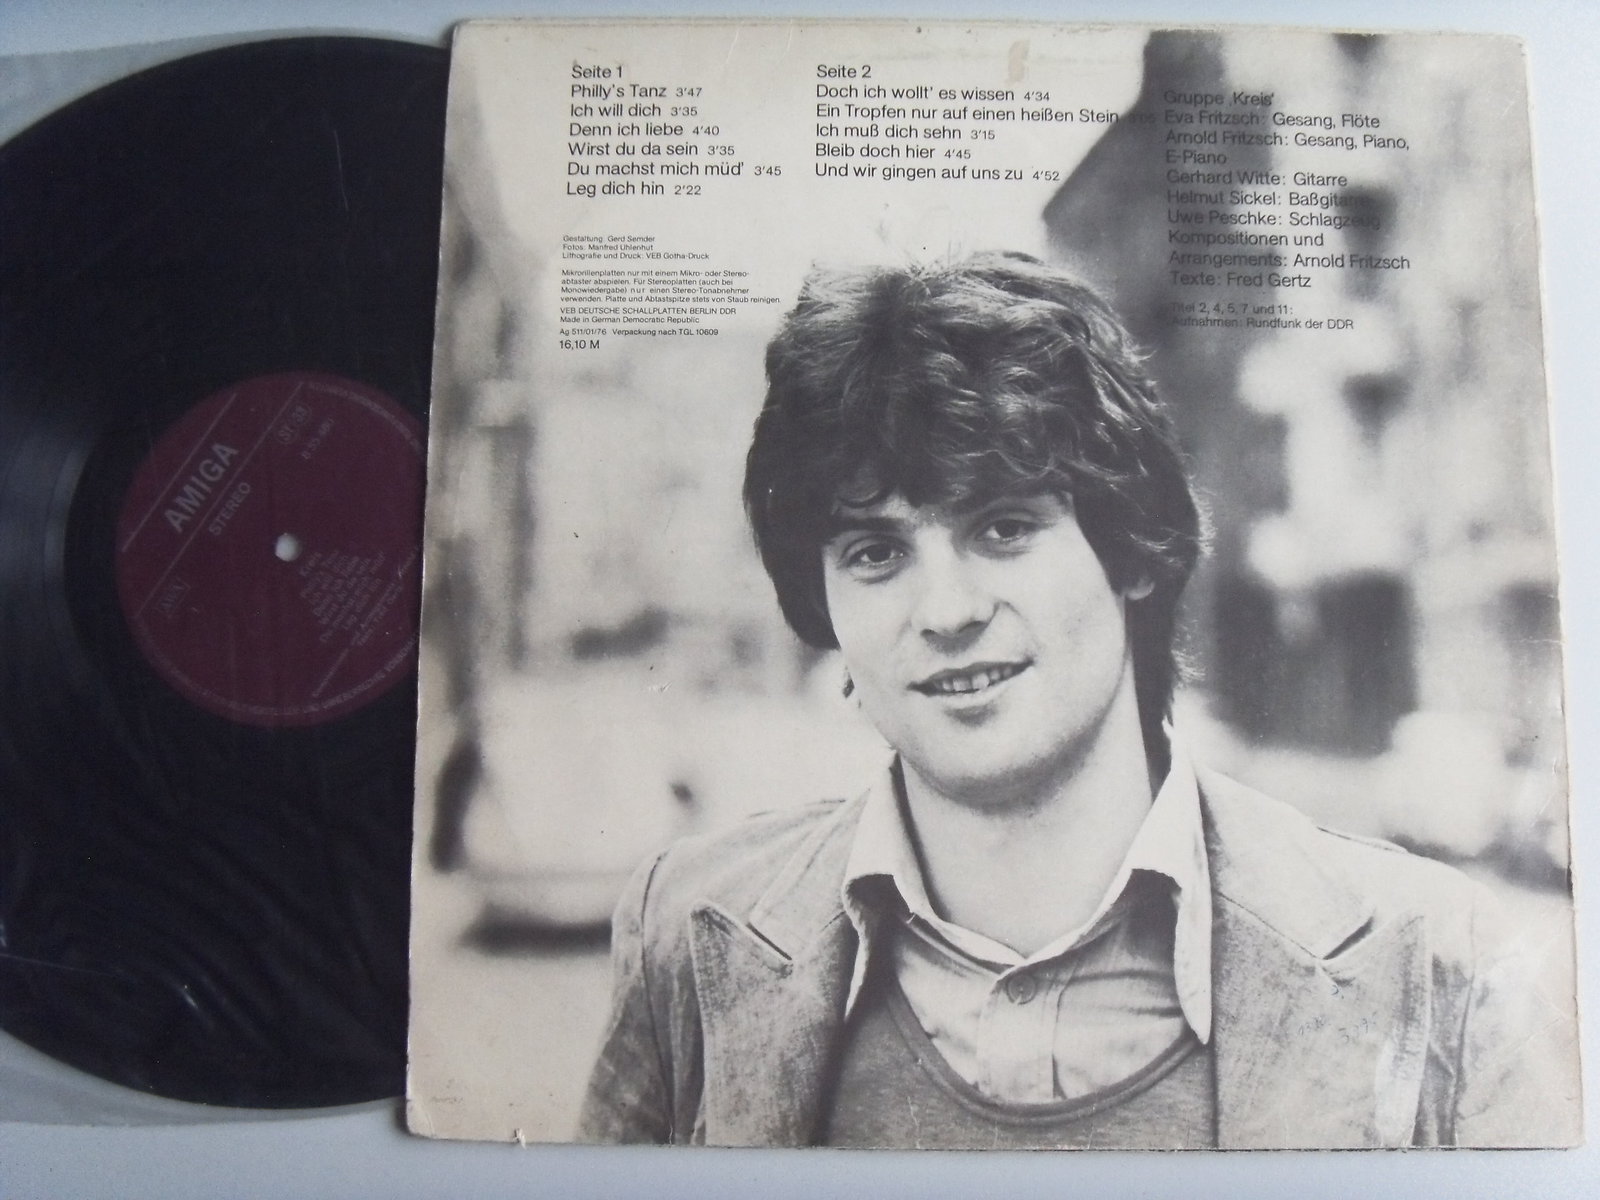 Seite 1
Philly's Tanz 3'47
Ich will dich 3'35
Denn ich liebe 4'40
Wirst du da sein 3'35
Du machst mich müd' 3'45
Leg dich hin 2'22
Gestaltung: Gerd Semder
Fotos: Manfred Uhlenhut
Lithografie und Druck: VEB Gotha-Druck
Mikrorillenplatten nur mit einem Mikro- oder Stereo-
abtaster abspielen. Für Stereoplatten (auch bei
Monowiedergabe) nur einen Stereo-Tonabnehmer
verwenden. Platte und Abtastspitze stets von Staub reinigen.
VEB DEUTSCHE SCHALLPLATTEN BERLIN DDR
Made in German Democratic Republic
Ag 511/01/76 Verpackung nach TGL 10609
16,10 M
Seite 2
Doch ich wollt' es wissen 4'34
Ein Tropfen nur auf einen heißen Stein
Ich muß dich sehn 3'15
Bleib doch hier 4'45
Und wir gingen auf uns zu 4'52
Gruppe ‚Kreis'
Eva Fritzsch: Gesang, Flöte
Arnold Fritzsch: Gesang, Piano,
E-Piano
Gerhard Witte: Gitarre
Helmut Sickel: Baßgitarre
Uwe Peschke: Schlagzeug
Kompositionen und
Arrangements: Arnold Fritzsch
Texte: Fred Gertz
Titel 2, 4, 5, 7 und 11:
Aufnahmen: Rundfunk der DDR
AMIGA
STEREO
ST 33
Kreis